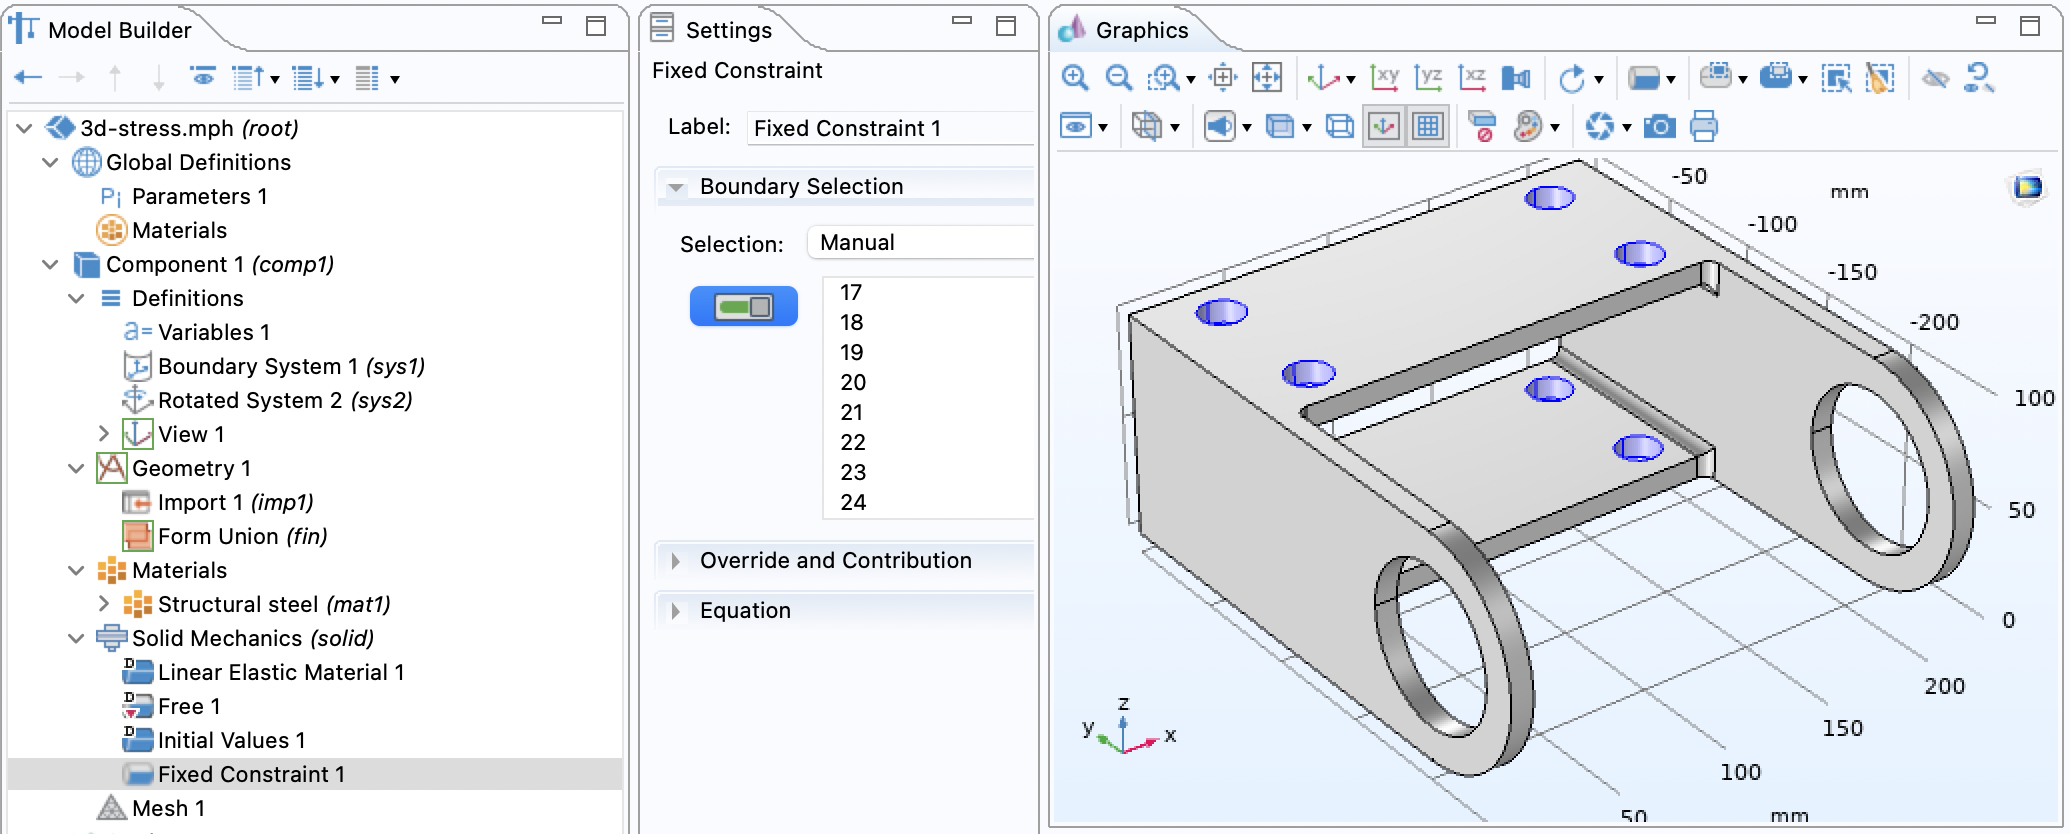 Model Builder
3d-stress.mph (root)
Global Definitions
Pi Parameters 1
Materials
Component 1 (comp1)
Definitions
a= Variables 1
Boundary System 1 (sys1)
Rotated System 2 (sys2)
View 1
Geometry 1
Import 1 (imp1)
Form Union (fin)
Materials
Structural steel (mat1)
Solid Mechanics (solid)
D Linear Elastic Material 1
D Free 1
D Initial Values 1
Fixed Constraint 1
Mesh 1
Settings
Fixed Constraint
Label: Fixed Constraint 1
Boundary Selection
Selection: Manual
17
18
19
20
21
22
23
24
Override and Contribution
Equation
Graphics
xy yz xz
-50
mm
-100
-150
-200
100
50
0
200
150
100
50
mm
z
y x